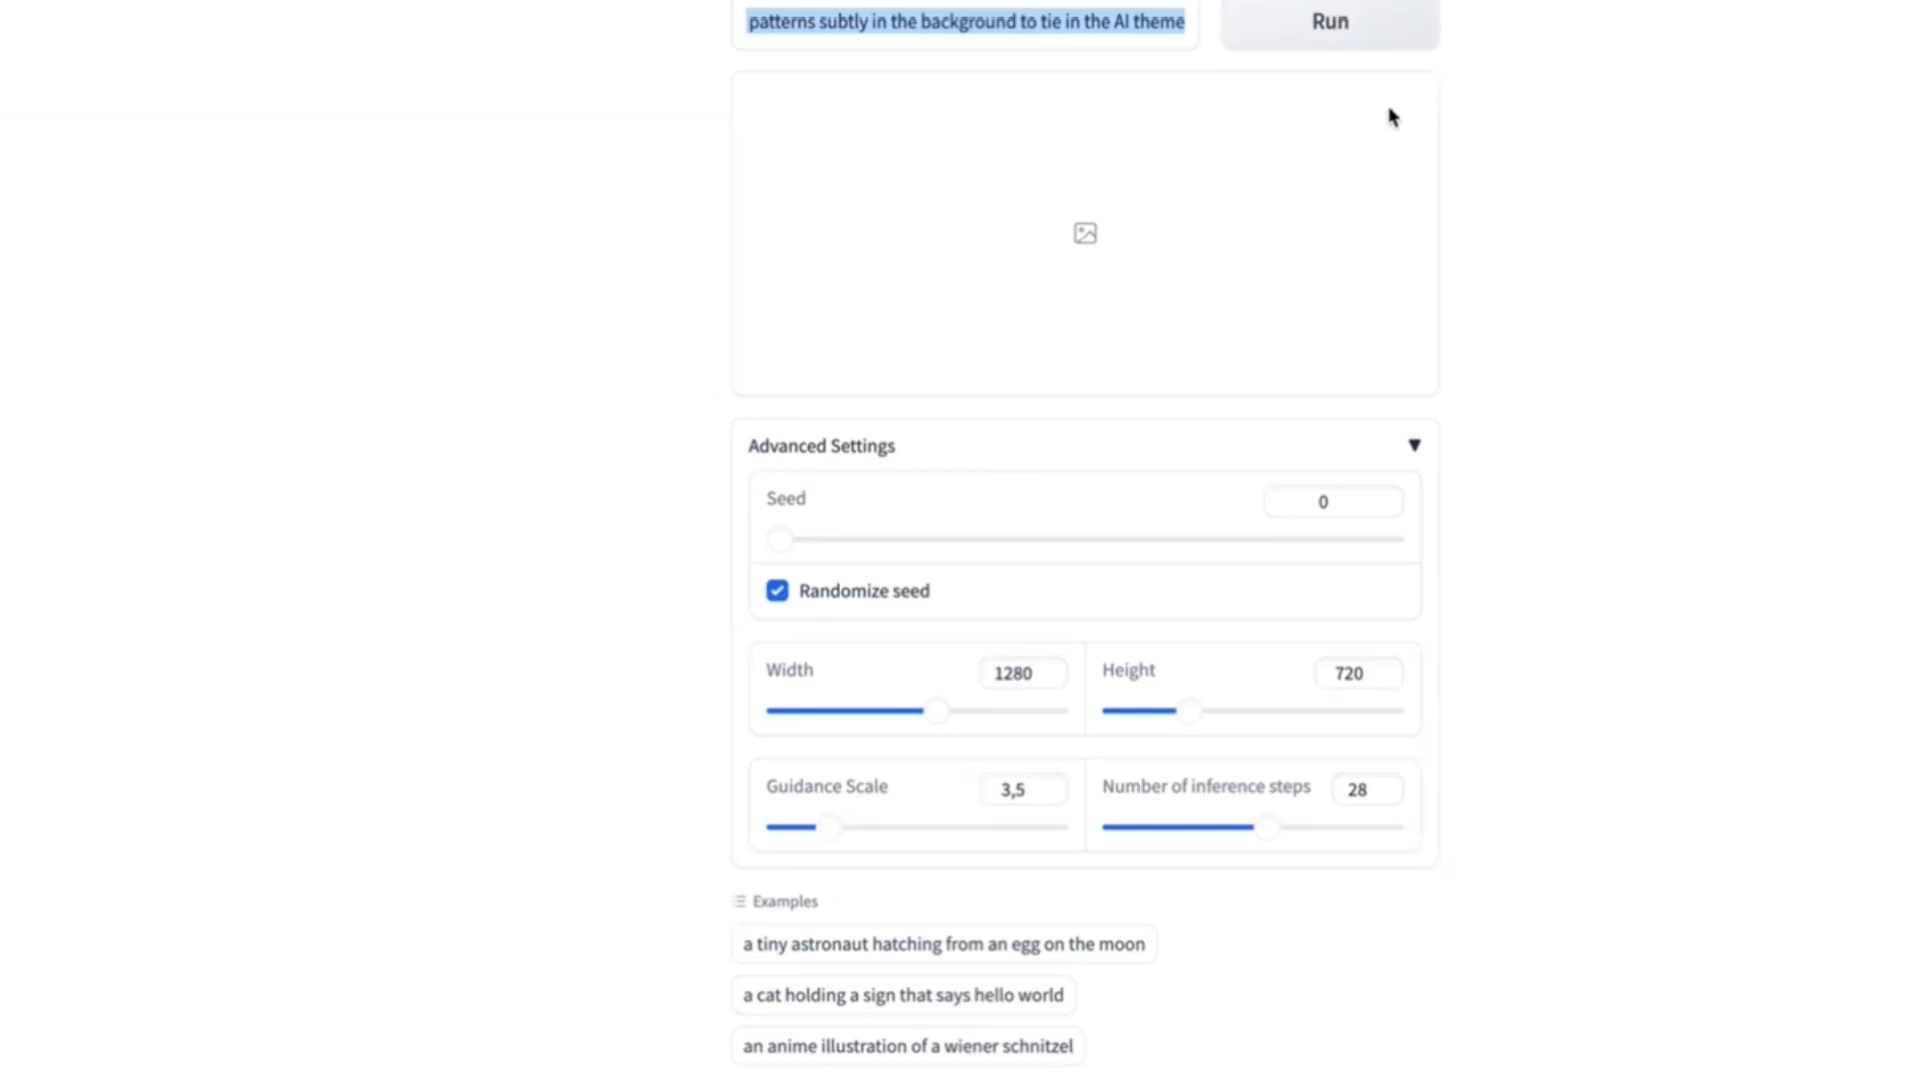 patterns subtly in the background to tie in the AI theme
Run
Advanced Settings
Seed
0
Randomize seed
Width
1280
Height
720
Guidance Scale
3,5
Number of inference steps
28
Examples
a tiny astronaut hatching from an egg on the moon
a cat holding a sign that says hello world
an anime illustration of a wiener schnitzel